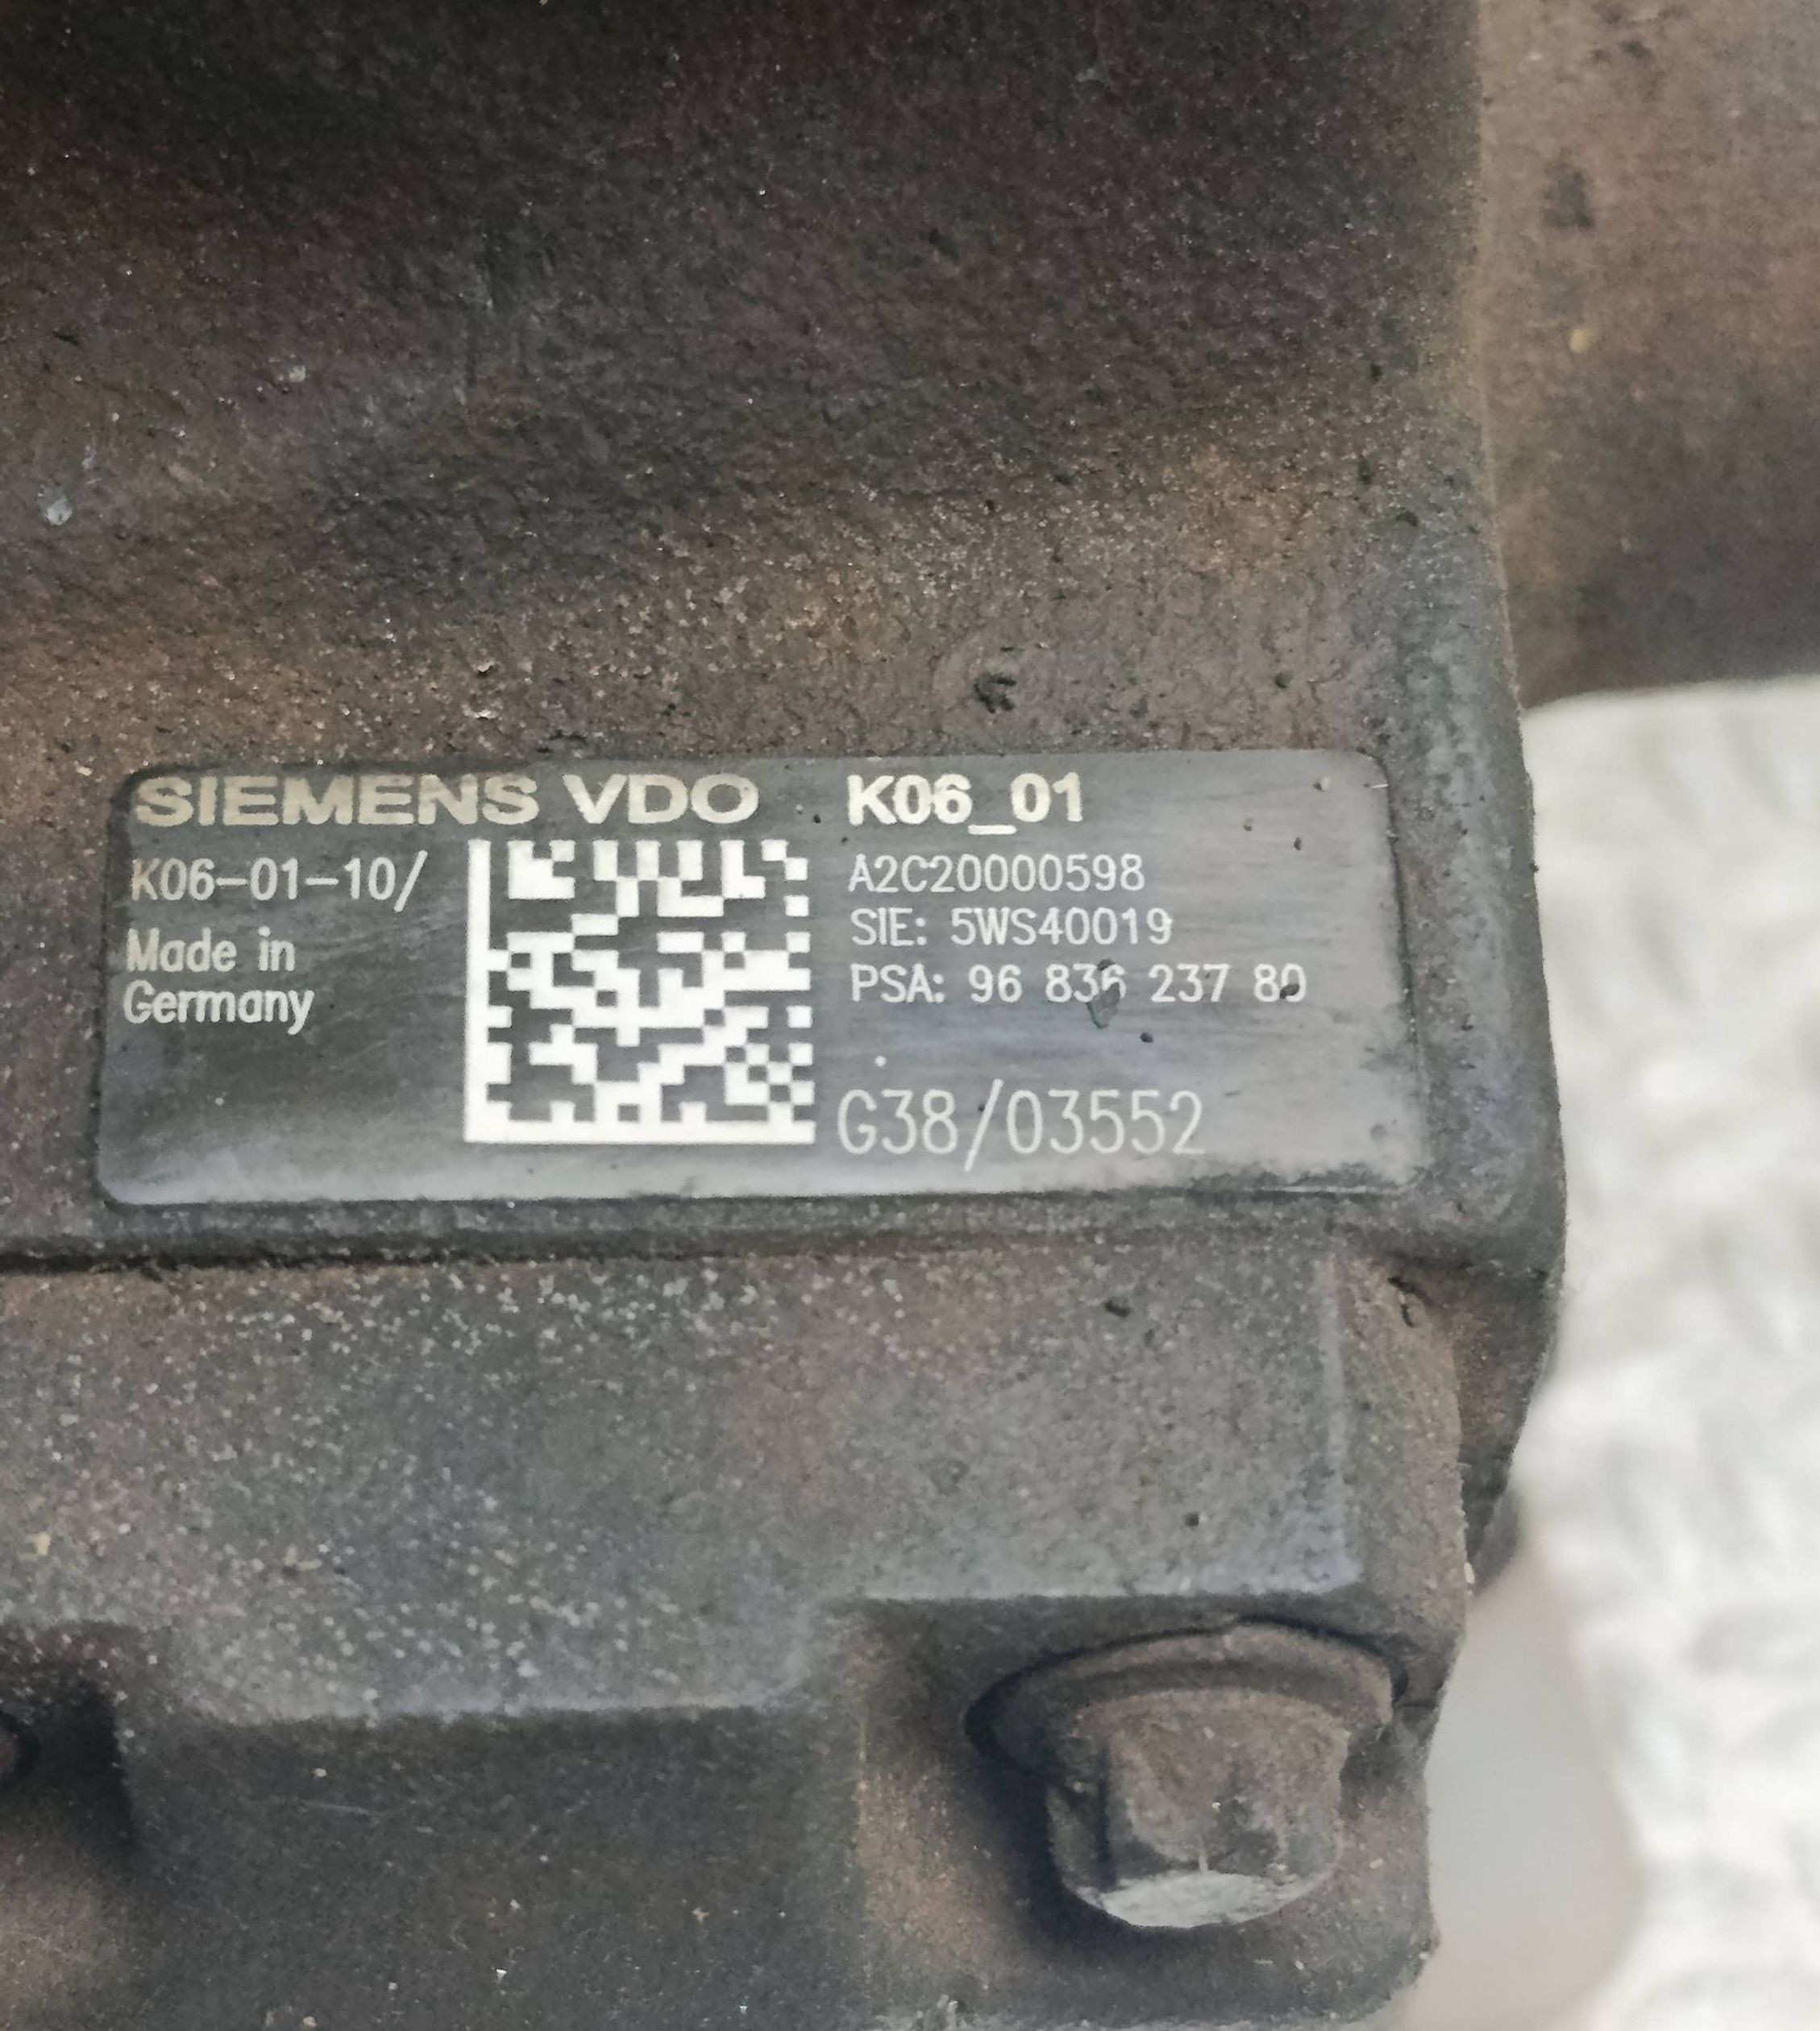 SIEMENS VDO K06_01
K06-01-10/
Made in
Germany
A2C20000598
SIE: 5WS40019
PSA: 96 836 237 80
G38/03552